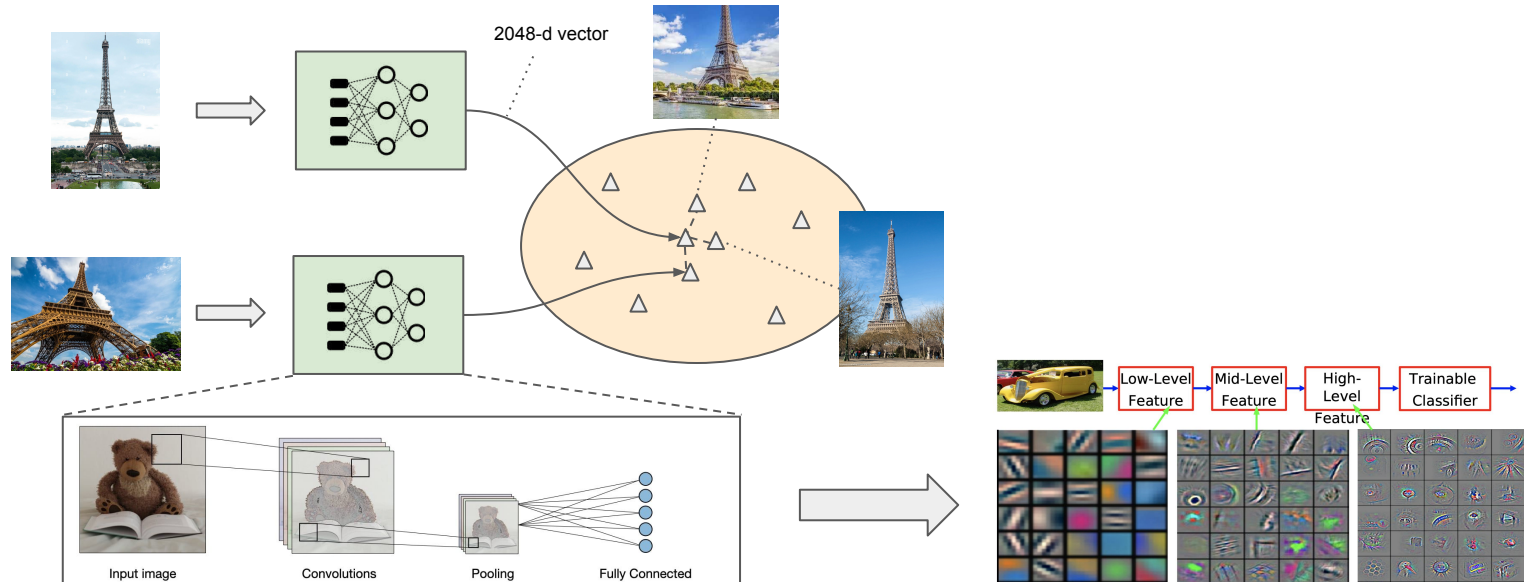 2048-d vector
Low-Level
Feature
Mid-Level
Feature
High-
Level
Feature
Trainable
Classifier
Input image
Convolutions
Pooling
Fully Connected